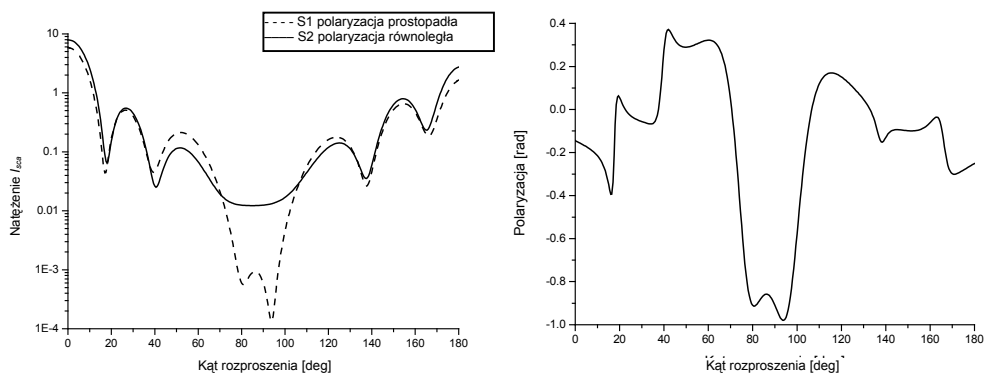 S1 polaryzacja prostopadła
S2 polaryzacja równoległa
10
1
0.1
0.01
1E-3
1E-4
Natężenie Isca
0 20 40 60 80 100 120 140 160 180
Kąt rozproszenia [deg]
0.4
0.2
0.0
-0.2
-0.4
-0.6
-0.8
-1.0
Polaryzacja [rad]
0 20 40 60 80 100 120 140 160 180
Kąt rozproszenia [deg]